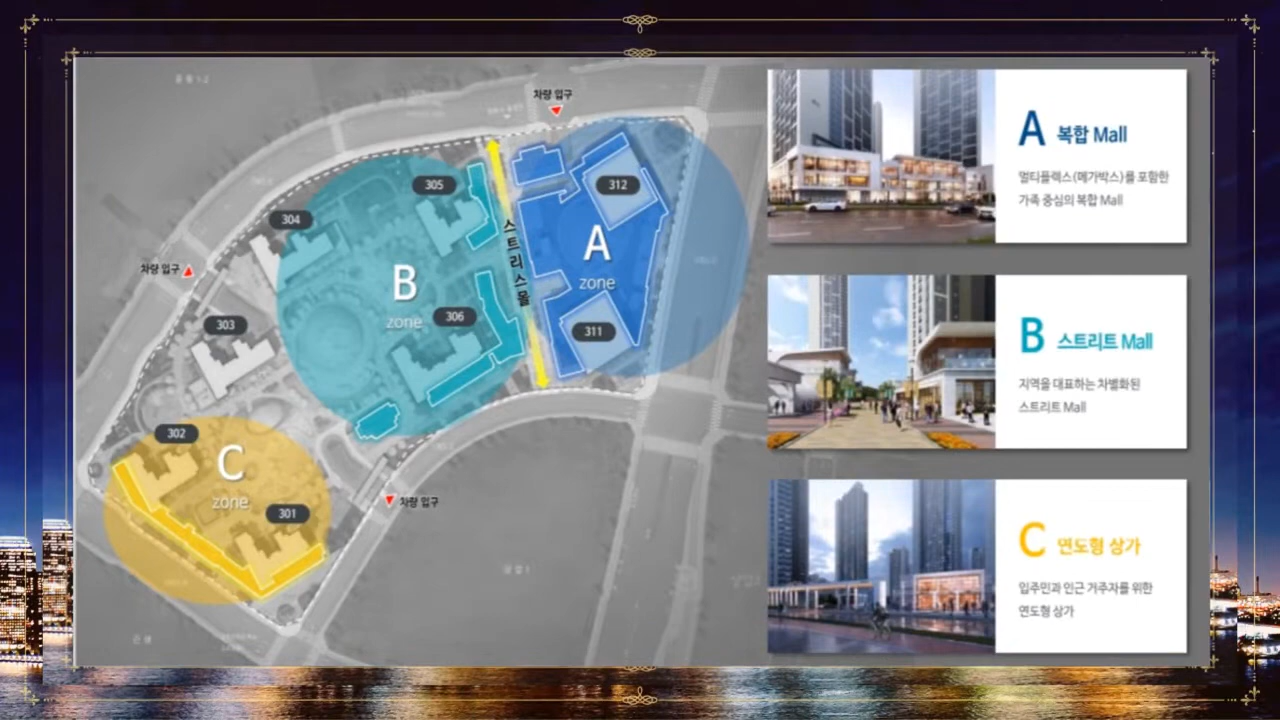 차량 입구
305
312
304
스트리스몰
A
zone
차량 입구
B
zone
306
303
311
302
C
zone
301
차량 입구
A 복합 Mall
멀티플렉스(메가박스)를 포함한
가족 중심의 복합 Mall
B 스트리트 Mall
지역을 대표하는 차별화된
스트리트 Mall
C 연도형 상가
입주민과 인근 거주자를 위한
연도형 상가